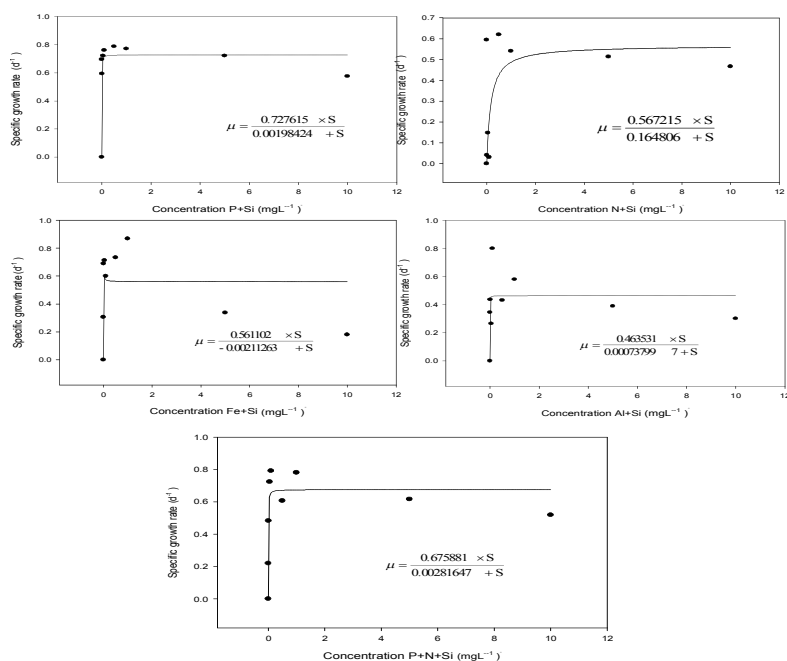 1.0
0.8
0.6
0.4
0.2
0.0
Specific growth rate (d-1)
μ = 0.727615 × S
0.00198424 + S
0 2 4 6 8 10 12
Concentration P+Si (mgL−1)
0.7
0.6
0.5
0.4
0.3
0.2
0.1
0.0
Specific growth rate (d-1)
μ = 0.567215 × S
0.164806 + S
0 2 4 6 8 10 12
Concentration N+Si (mgL−1)
1.0
0.8
0.6
0.4
0.2
0.0
Specific growth rate (d-1)
μ = 0.561102 × S
- 0.00211263 + S
0 2 4 6 8 10 12
Concentration Fe+Si (mgL−1)
1.0
0.8
0.6
0.4
0.2
0.0
Specific growth rate (d-1)
μ = 0.463531 × S
0.00073799 7 + S
0 2 4 6 8 10 12
Concentration Al+Si (mgL−1)
1.0
0.8
0.6
0.4
0.2
0.0
Specific growth rate (d-1)
μ = 0.675881 × S
0.00281647 + S
0 2 4 6 8 10 12
Concentration P+N+Si (mgL−1)